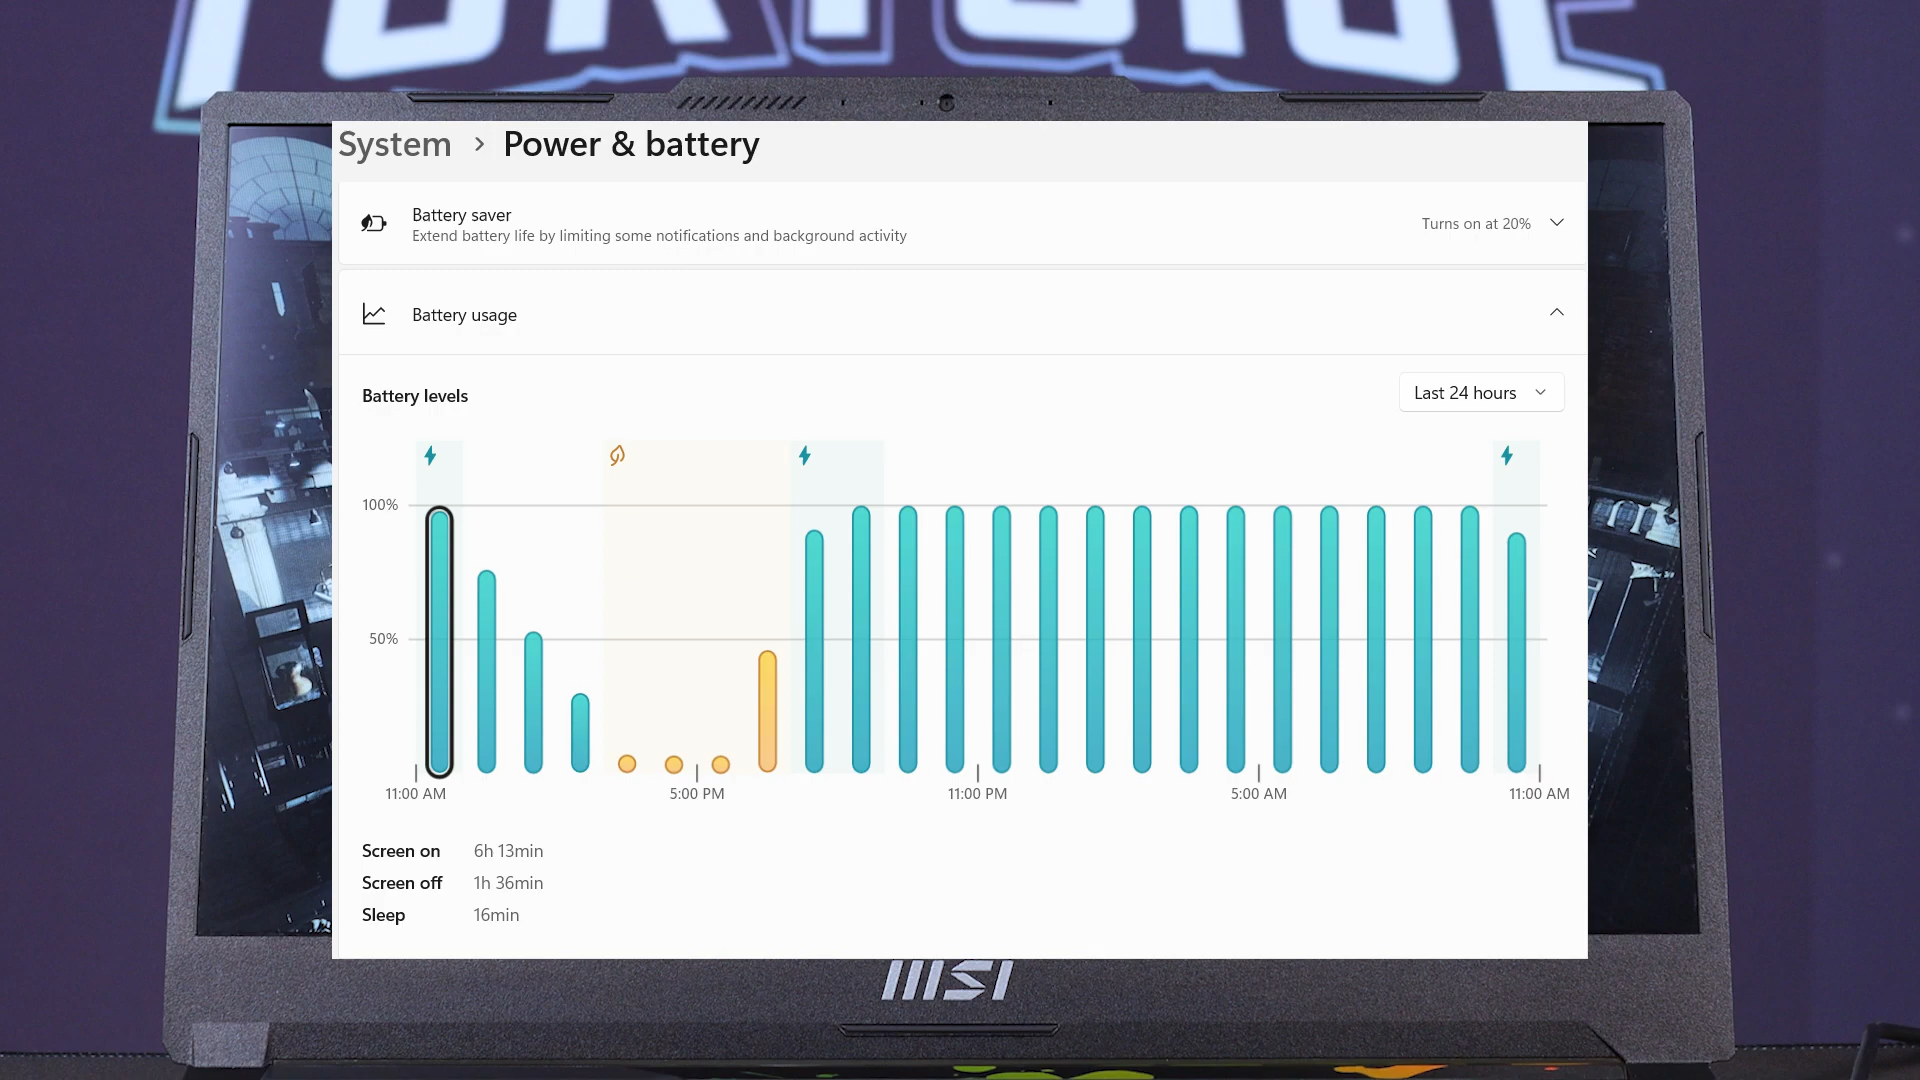 System > Power & battery
Battery saver
Extend battery life by limiting some notifications and background activity
Turns on at 20%
Battery usage
Battery levels
Last 24 hours
100%
50%
11:00 AM
5:00 PM
11:00 PM
5:00 AM
11:00 AM
Screen on 6h 13min
Screen off 1h 36min
Sleep 16min
msi